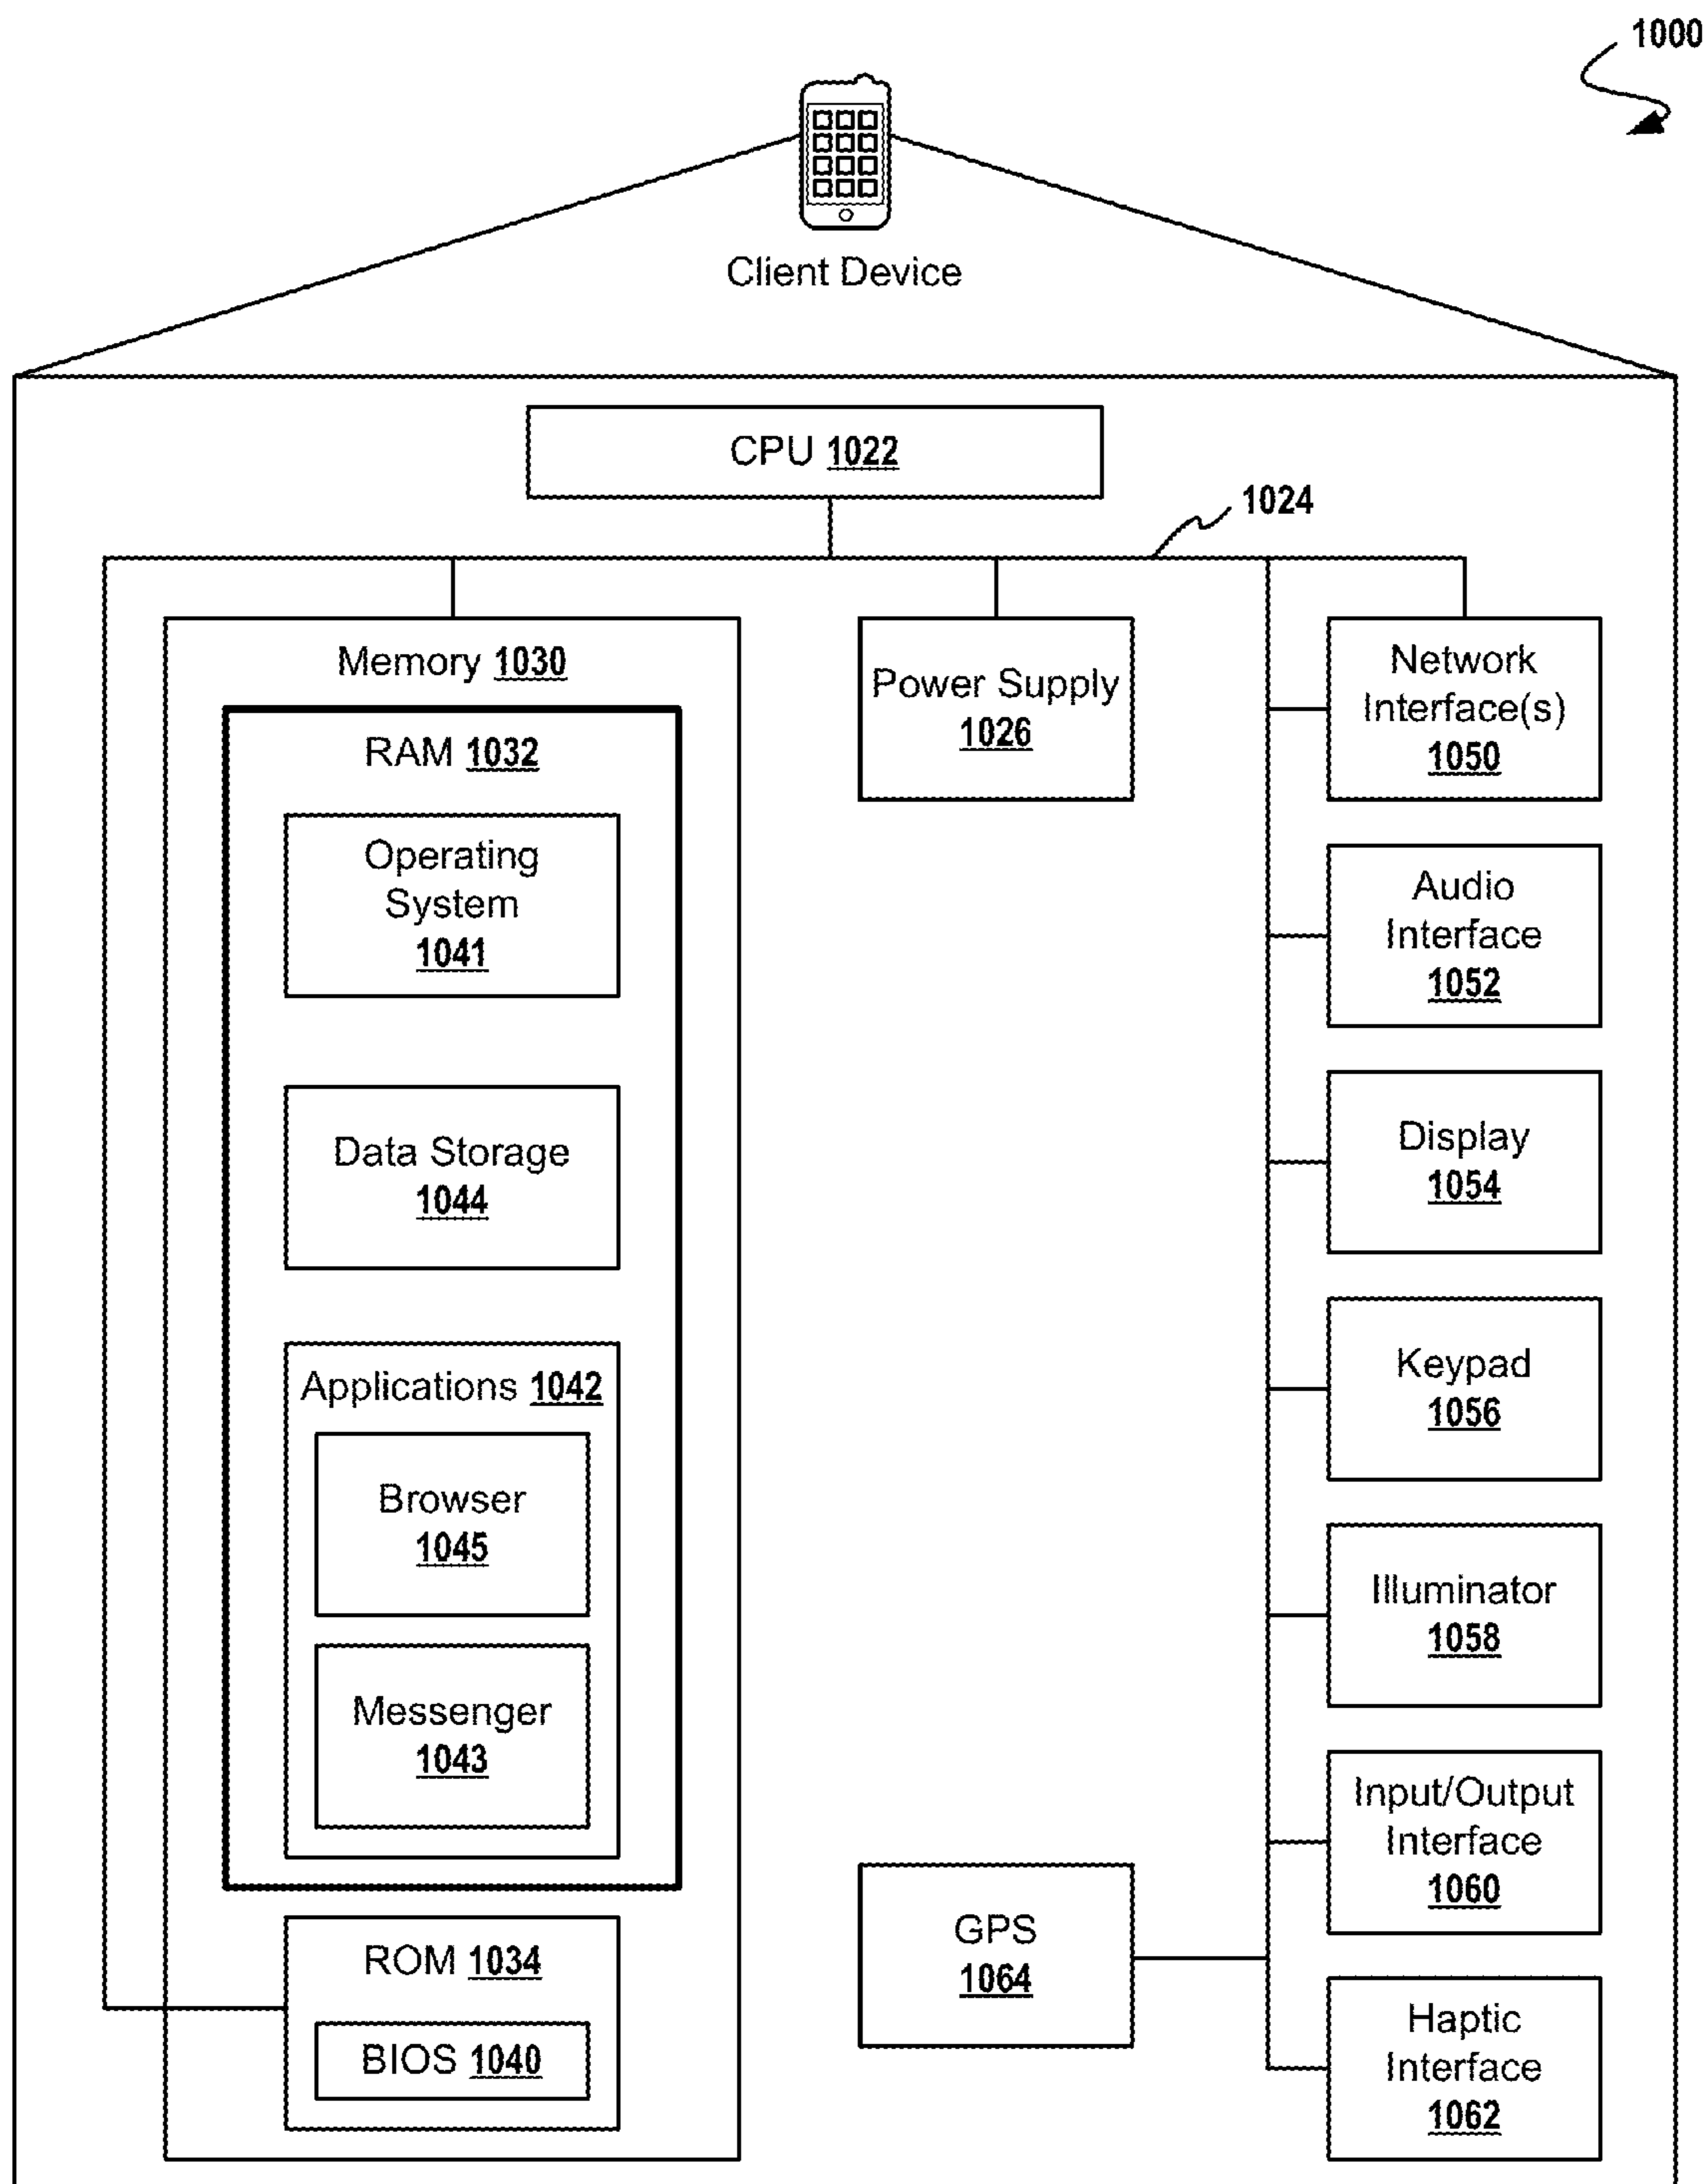 1000
Client Device
CPU 1022
1024
Memory 1030
RAM 1032
Operating
System
1041
Data Storage
1044
Applications 1042
Browser
1045
Messenger
1043
ROM 1034
BIOS 1040
Power Supply
1026
GPS
1064
Network
Interface(s)
1050
Audio
Interface
1052
Display
1054
Keypad
1056
Illuminator
1058
Input/Output
Interface
1060
Haptic
Interface
1062